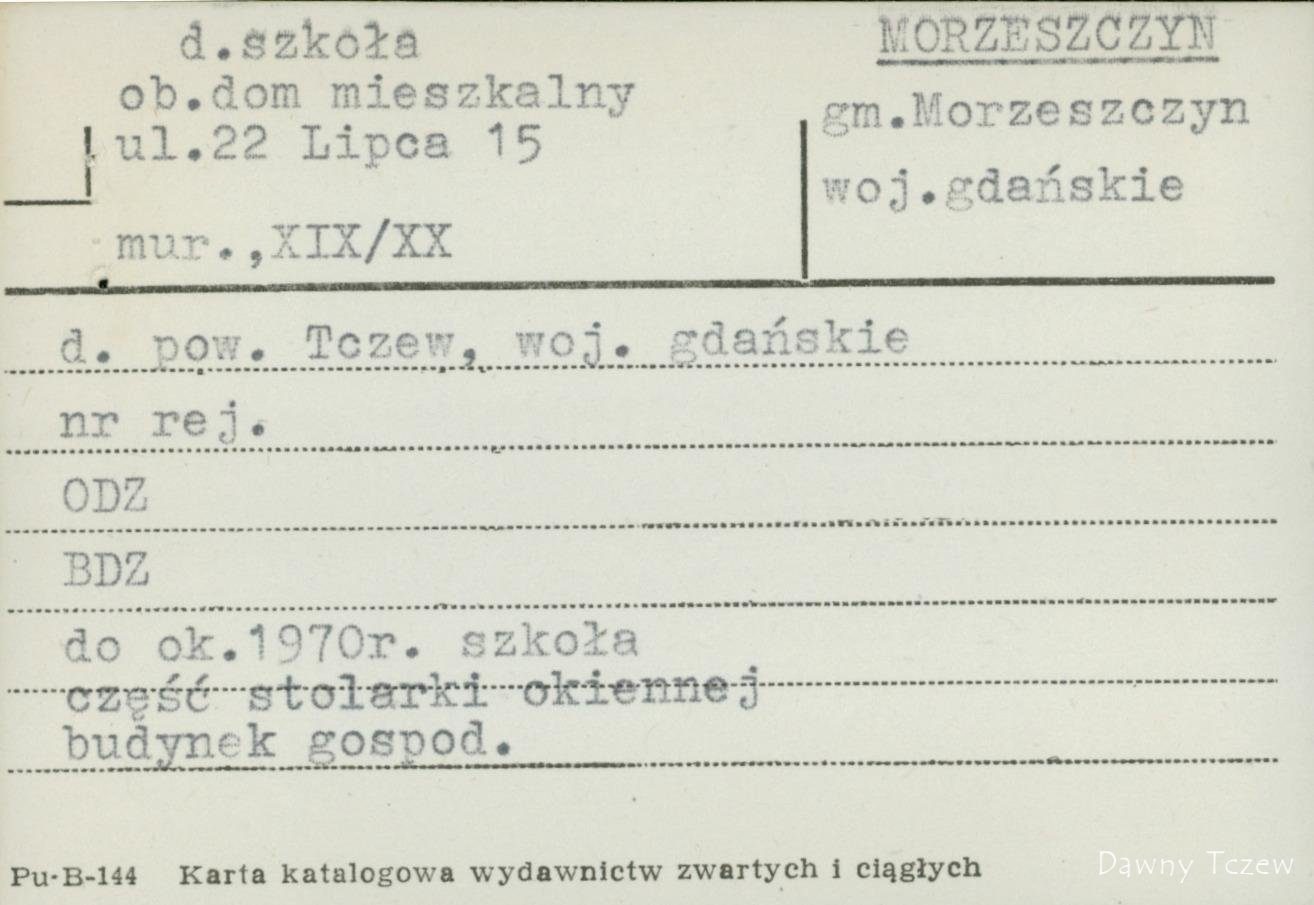 d.szkoła
ob.dom mieszkalny
ul.22 Lipca 15
mur.,XIX/XX
MORZESZCZYN
gm.Morzeszczyn
woj.gdańskie
d. pow. Tczew, woj. gdańskie
nr rej.
ODZ
BDZ
do ok.1970r. szkoła
część stolarki okiennej
budynek gospod.
Pu-B-144 Karta katalogowa wydawnictw zwartych i ciągłych
Dawny Tczew